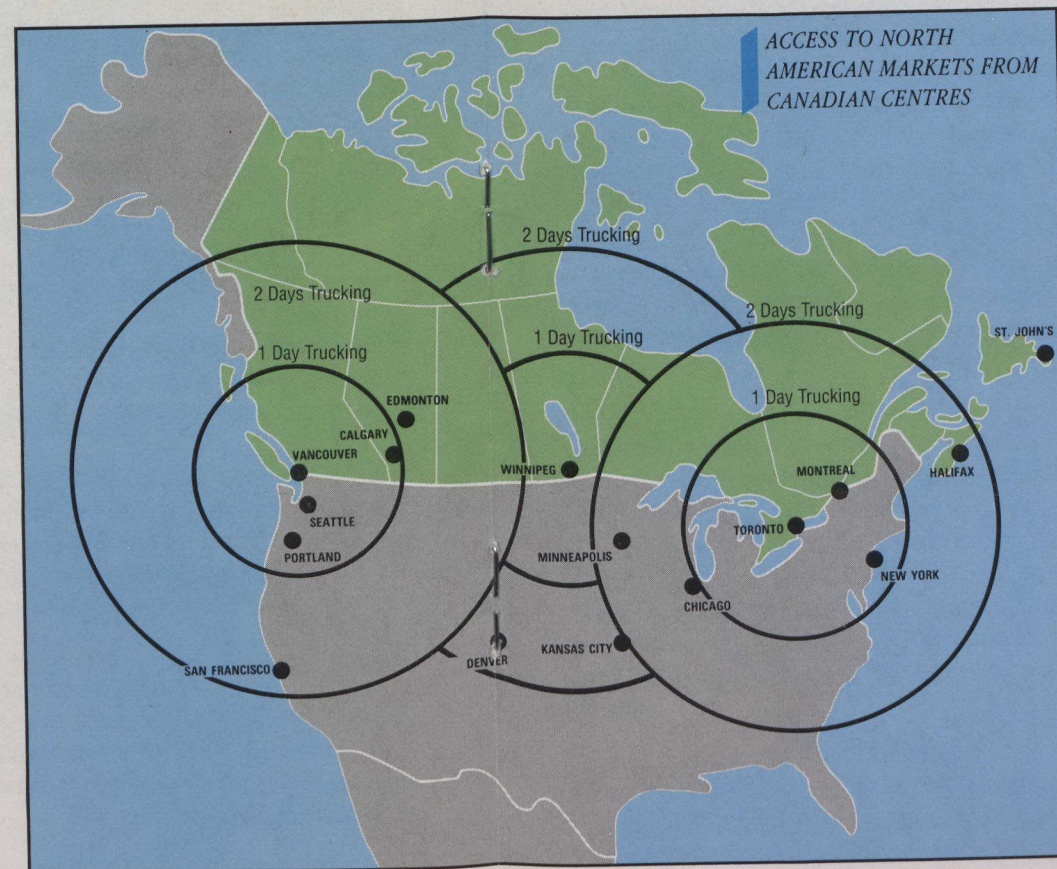 ACCESS TO NORTH
AMERICAN MARKETS FROM
CANADIAN CENTRES
2 Days Trucking
2 Days Trucking
2 Days Trucking
ST. JOHN'S
1 Day Trucking
1 Day Trucking
1 Day Trucking
EDMONTON
CALGARY
VANCOUVER
WINNIPEG
MONTREAL
HALIFAX
SEATTLE
TORONTO
PORTLAND
MINNEAPOLIS
NEW YORK
CHICAGO
SAN FRANCISCO
DENVER
KANSAS CITY